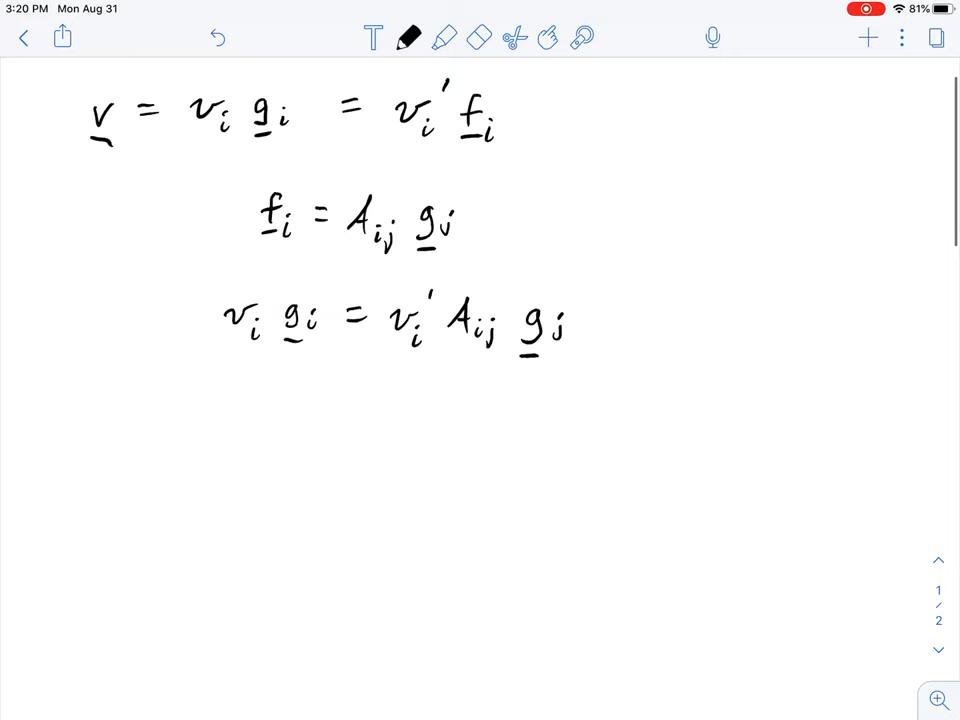 3:20 PM Mon Aug 31 81%
T
v = v_i g_i = v_i' f_i
f_i = A_ij g_j
v_i g_i = v_i' A_ij g_j
1
/
2